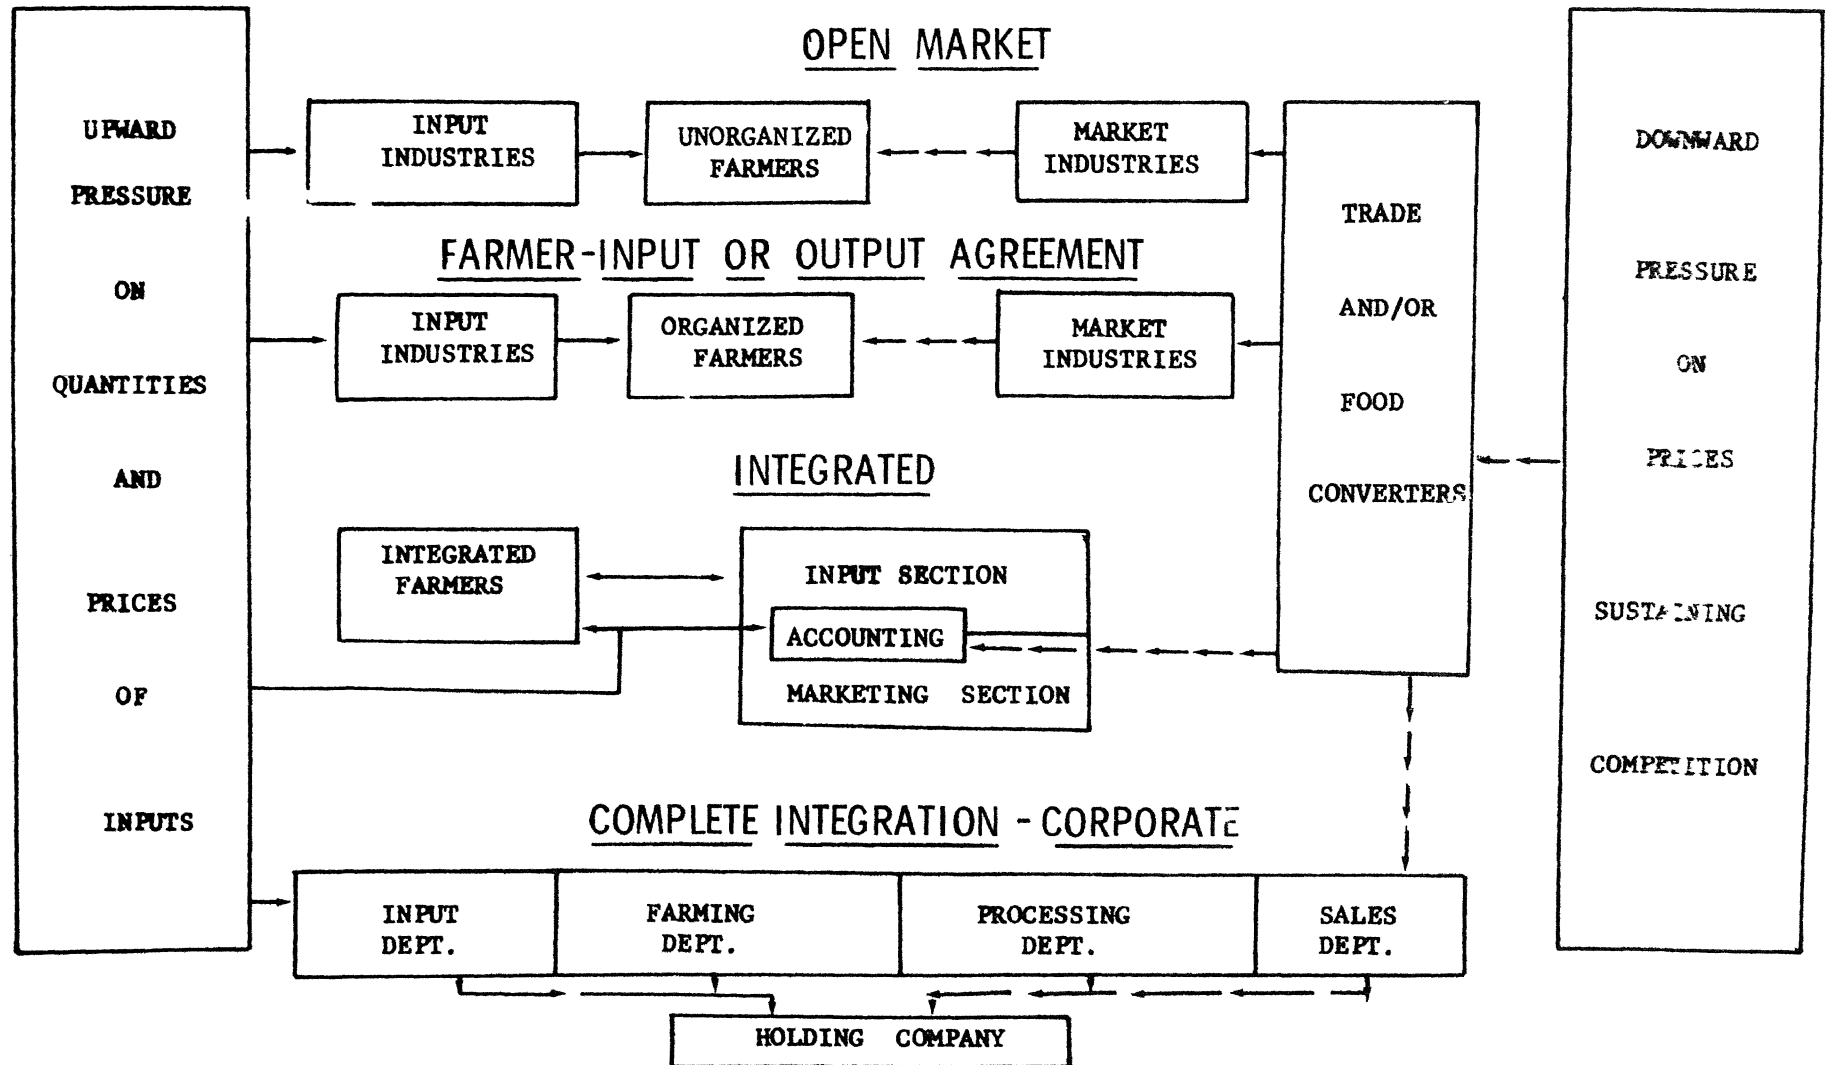 OPEN MARKET
UPWARD
PRESSURE
ON
QUANTITIES
AND
PRICES
OF
INPUTS
INPUT
INDUSTRIES
UNORGANIZED
FARMERS
MARKET
INDUSTRIES
FARMER-INPUT OR OUTPUT AGREEMENT
INPUT
INDUSTRIES
ORGANIZED
FARMERS
MARKET
INDUSTRIES
INTEGRATED
INTEGRATED
FARMERS
INPUT SECTION
ACCOUNTING
MARKETING SECTION
TRADE
AND/OR
FOOD
CONVERTERS
DOWNWARD
PRESSURE
ON
PRICES
SUSTAINING
COMPETITION
COMPLETE INTEGRATION - CORPORATE
INPUT
DEPT.
FARMING
DEPT.
PROCESSING
DEPT.
SALES
DEPT.
HOLDING COMPANY